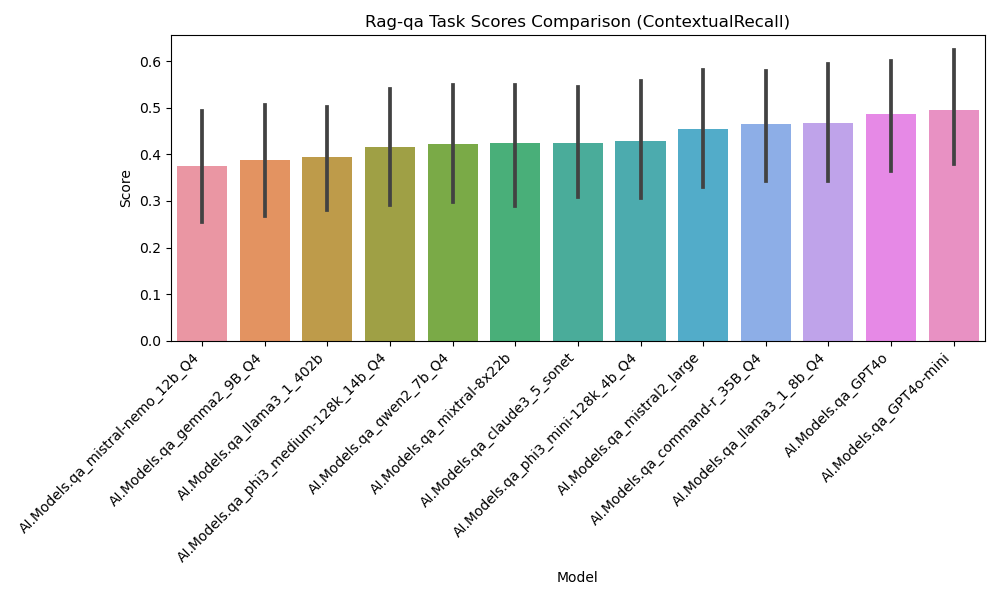 Rag-qa Task Scores Comparison (ContextualRecall)
Score
0.6
0.5
0.4
0.3
0.2
0.1
0.0
AI.Models.qa_mistral-nemo_12b_Q4
AI.Models.qa_gemma2_9B_Q4
AI.Models.qa_llama3_1_402b
AI.Models.qa_phi3_medium-128k_14b_Q4
AI.Models.qa_qwen2_7b_Q4
AI.Models.qa_mixtral-8x22b
AI.Models.qa_claude3_5_sonet
AI.Models.qa_phi3_mini-128k_4b_Q4
AI.Models.qa_mistral2_large
AI.Models.qa_command-r_35B_Q4
AI.Models.qa_llama3_1_8b_Q4
AI.Models.qa_GPT4o
AI.Models.qa_GPT4o-mini
Model